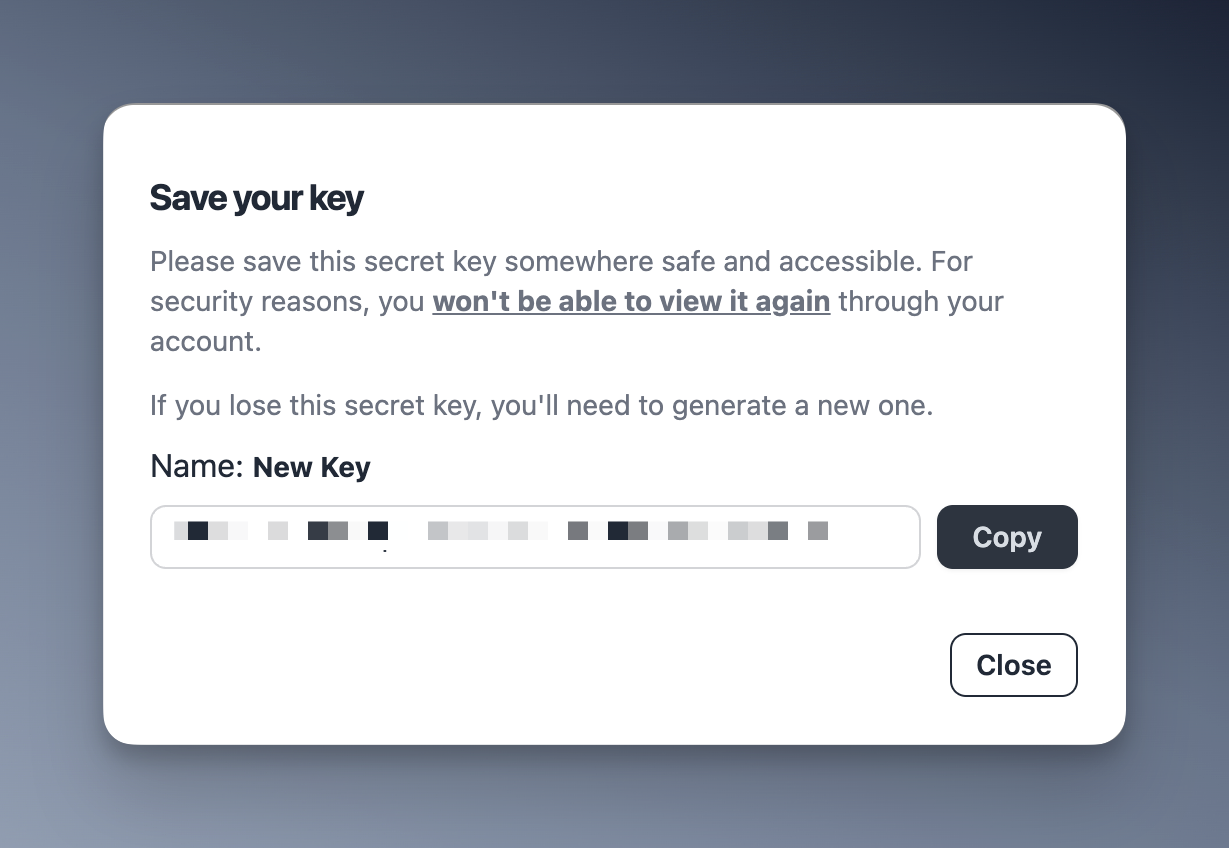 Save your key
Please save this secret key somewhere safe and accessible. For
security reasons, you won't be able to view it again through your
account.
If you lose this secret key, you'll need to generate a new one.
Name: New Key
Copy
Close